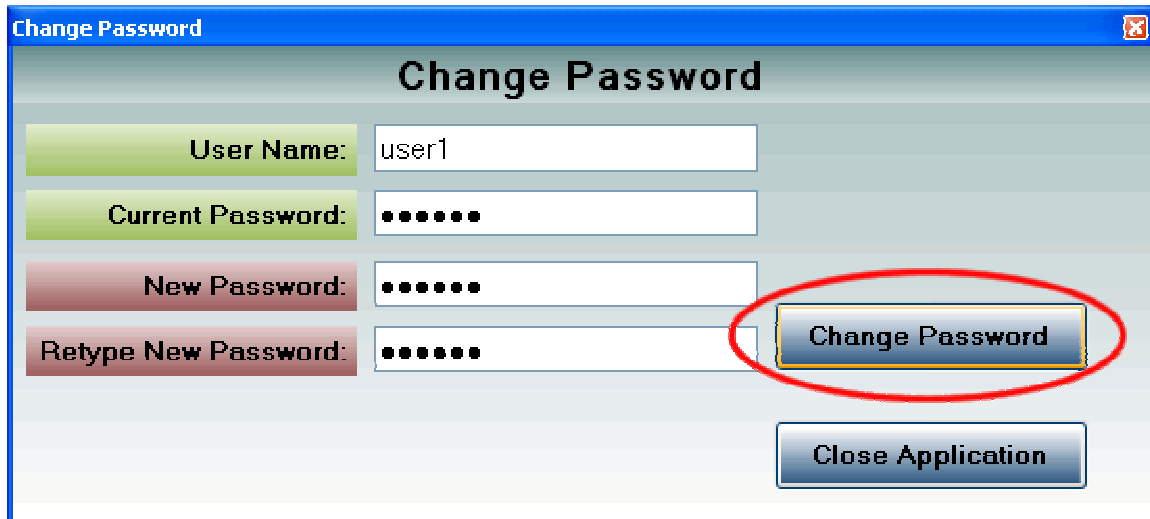 Change Password
Change Password
User Name: user1
Current Password: ●●●●●●
New Password: ●●●●●●
Retype New Password: ●●●●●●
Change Password
Close Application